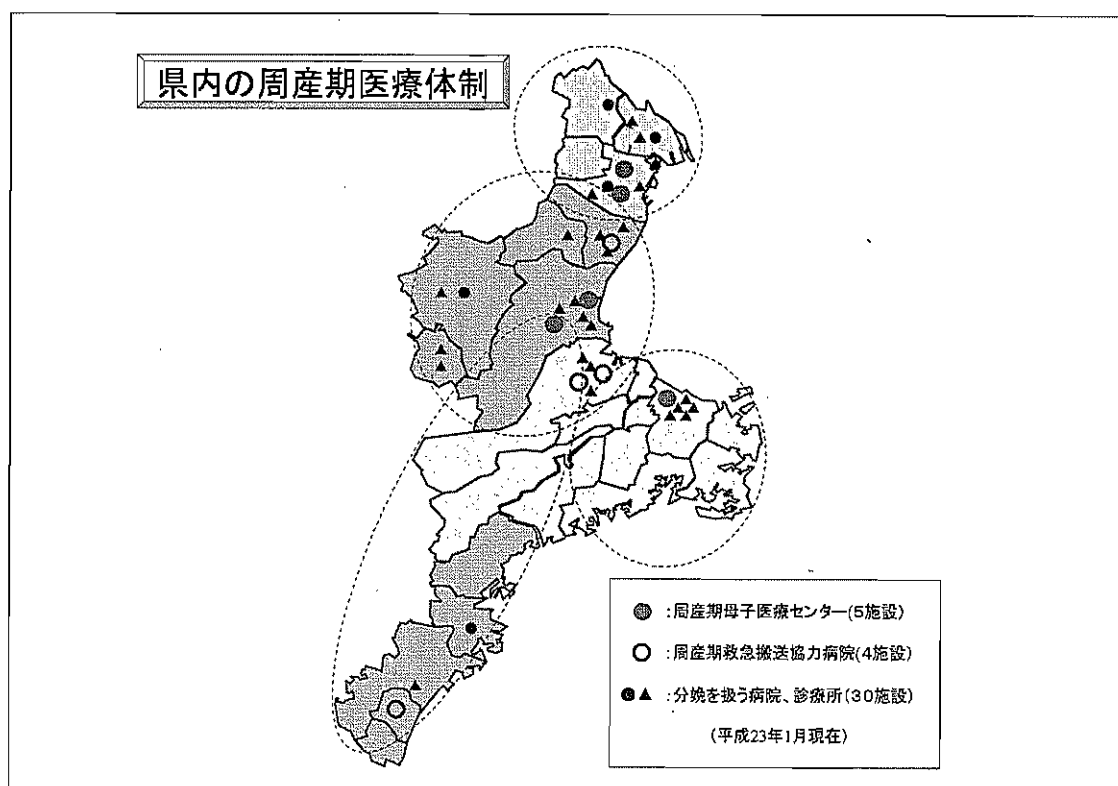 県内の周産期医療体制
:周産期母子医療センター(5施設)
:周産期救急搬送協力病院(4施設)
:分娩を扱う病院、診療所(30施設)
(平成23年1月現在)